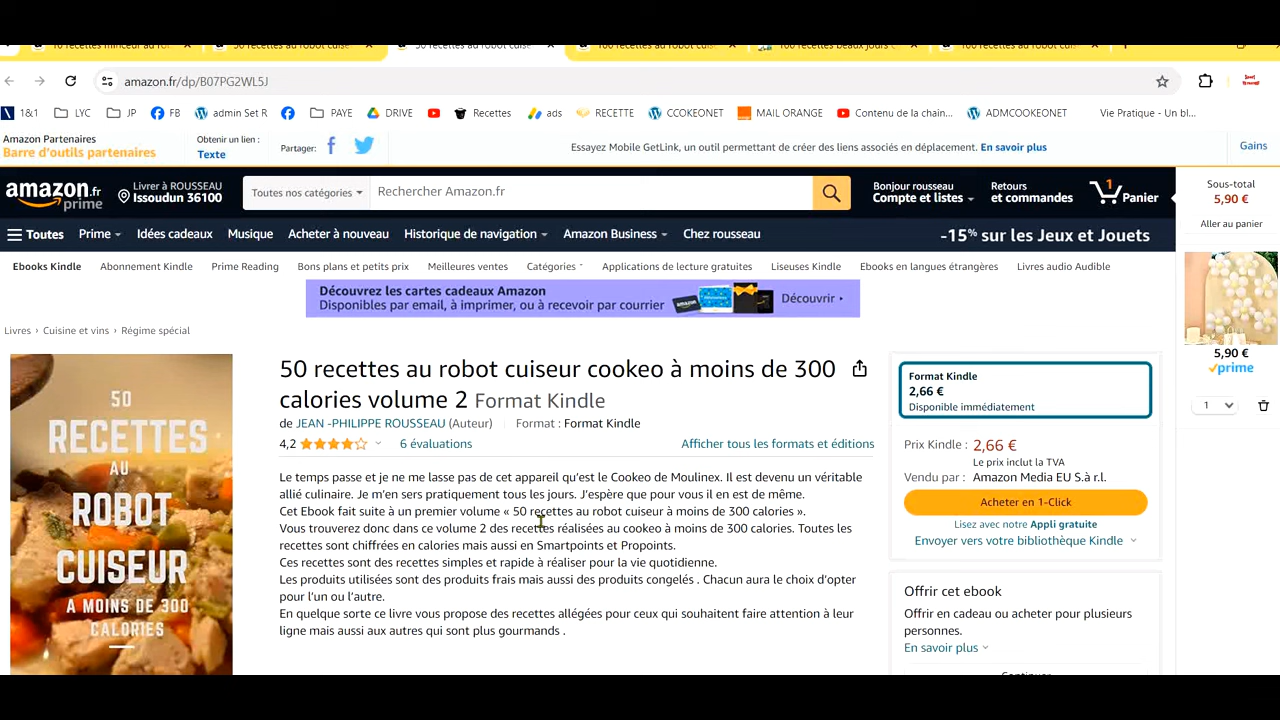 amazon.fr/dp/B07PG2WL5J
1&1 LYC JP FB admin Set R PAYE DRIVE Recettes ads RECETTE CCOKEONET MAIL ORANGE Contenu de la chain... ADMCOOKEONET Vie Pratique - Un bl...
Amazon Partenaires
Barre d'outils partenaires
Obtenir un lien :
Texte
Partager:
Essayez Mobile GetLink, un outil permettant de créer desliens associés en déplacement. En savoir plus
Gains
amazon.fr
prime
Livrer à ROUSSEAU
Issoudun 36100
Toutes nos catégories
Rechercher Amazon.fr
Bonjour rousseau
Compte et listes
Retours
et commandes
1
Panier
Sous-total
5,90 €
Aller au panier
Toutes Prime Idées cadeaux Musique Acheter à nouveau Historique de navigation Amazon Business Chez rousseau
-15% sur les Jeux et Jouets
Ebooks Kindle Abonnement Kindle Prime Reading Bons plans et petits prix Meilleures ventes Catégories Applications de lecture gratuites Liseuses Kindle Ebooks en langues étrangères Livres audio Audible
Découvrez les cartes cadeaux Amazon
Disponibles par email, à imprimer, ou à recevoir par courrier
Découvrir
Livres › Cuisine et vins › Régime spécial
50
RECETTES
AU
ROBOT
CUISEUR
A MOINS DE 300
CALORIES
50 recettes au robot cuiseur cookeo à moins de 300
calories volume 2 Format Kindle
de JEAN -PHILIPPE ROUSSEAU (Auteur) Format : Format Kindle
4,2 6 évaluations
Afficher tous les formats et éditions
Le temps passe et je ne me lasse pas de cet appareil qu'est le Cookeo de Moulinex. Il est devenu un véritable
allié culinaire. Je m'en sers pratiquement tous les jours. J'espère que pour vous il en est de même.
Cet Ebook fait suite à un premier volume « 50 recettes au robot cuiseur à moins de 300 calories ».
Vous trouverez donc dans ce volume 2 des recettes réalisées au cookeo à moins de 300 calories. Toutes les
recettes sont chiffrées en calories mais aussi en Smartpoints et Propoints.
Ces recettes sont des recettes simples et rapide à réaliser pour la vie quotidienne.
Les produits utilisées sont des produits frais mais aussi des produits congelés . Chacun aura le choix d'opter
pour l'un ou l'autre.
En quelque sorte ce livre vous propose des recettes allégées pour ceux qui souhaitent faire attention à leur
ligne mais aussi aux autres qui sont plus gourmands .
Format Kindle
2,66 €
Disponible immédiatement
Prix Kindle : 2,66 €
Le prix inclut la TVA
Vendu par : Amazon Media EU S.à r.l.
Acheter en 1-Click
Lisez avec notre Appli gratuite
Envoyer vers votre bibliothèque Kindle
Offrir cet ebook
Offrir en cadeau ou acheter pour plusieurs
personnes.
En savoir plus
5,90 €
prime
1